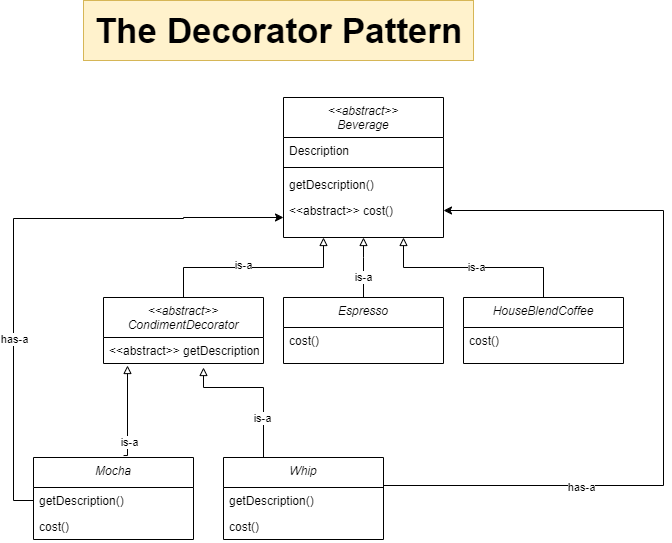 The Decorator Pattern
<<abstract>>
Beverage
Description
getDescription()
<<abstract>> cost()
is-a
is-a
is-a
<<abstract>>
CondimentDecorator
<<abstract>> getDescription
Espresso
cost()
HouseBlendCoffee
cost()
has-a
is-a
is-a
Mocha
getDescription()
cost()
Whip
getDescription()
cost()
has-a